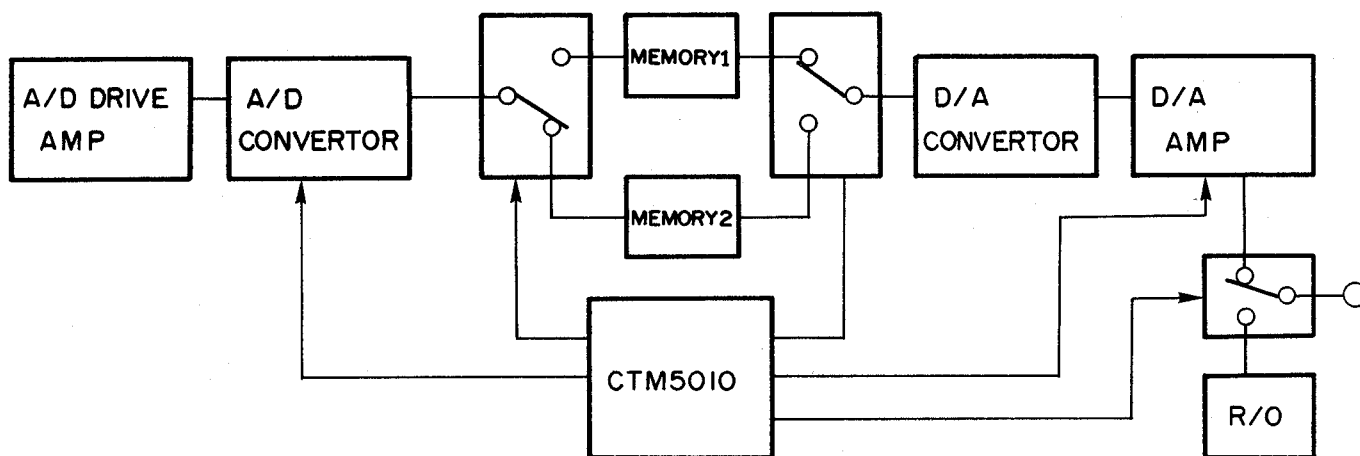 A/D DRIVE
AMP
A/D
CONVERTOR
MEMORY1
MEMORY2
D/A
CONVERTOR
D/A
AMP
CTM5010
R/O